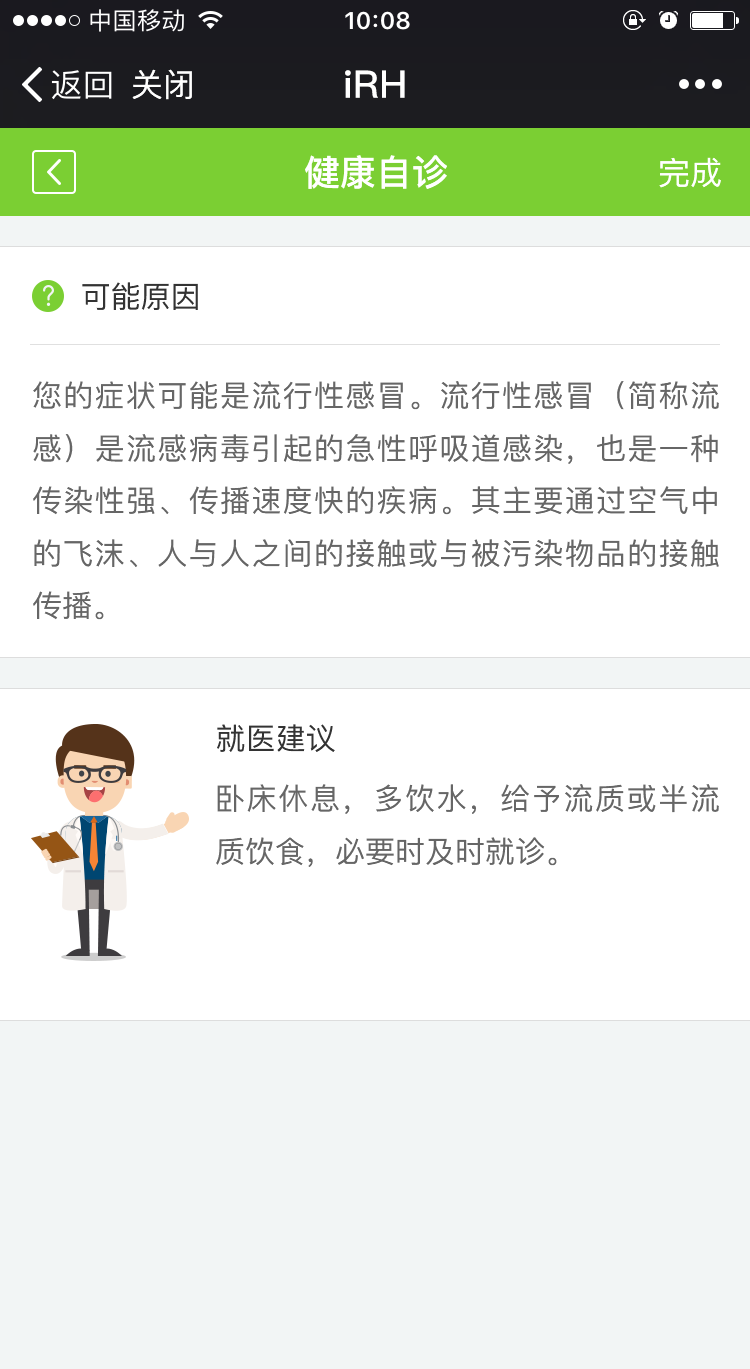 中国移动 10:08
返回 关闭 iRH
健康自诊 完成
? 可能原因
您的症状可能是流行性感冒。流行性感冒（简称流
感）是流感病毒引起的急性呼吸道感染，也是一种
传染性强、传播速度快的疾病。其主要通过空气中
的飞沫、人与人之间的接触或与被污染物品的接触
传播。
就医建议
卧床休息，多饮水，给予流质或半流
质饮食，必要时及时就诊。